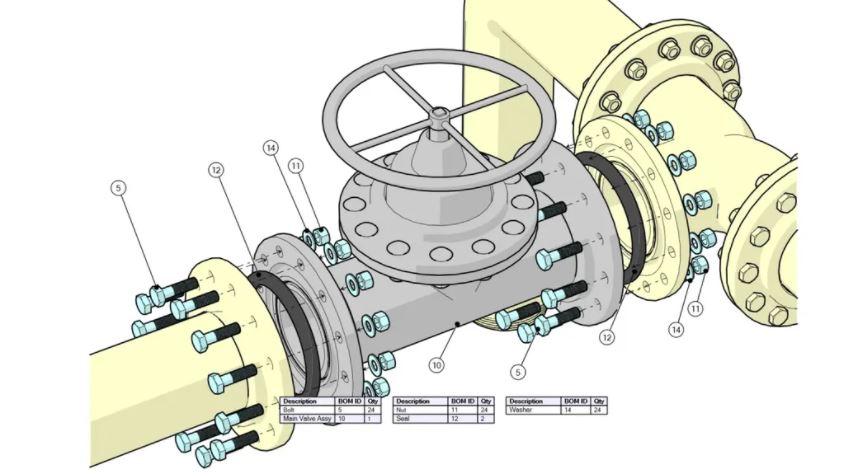 14
11
12
5
11
14
12
10
5
Description BOM ID Qty
Bolt 5 24
Main Valve Assy 10 1
Description BOM ID Qty
Nut 11 24
Seal 12 2
Description BOM ID Qty
Washer 14 24